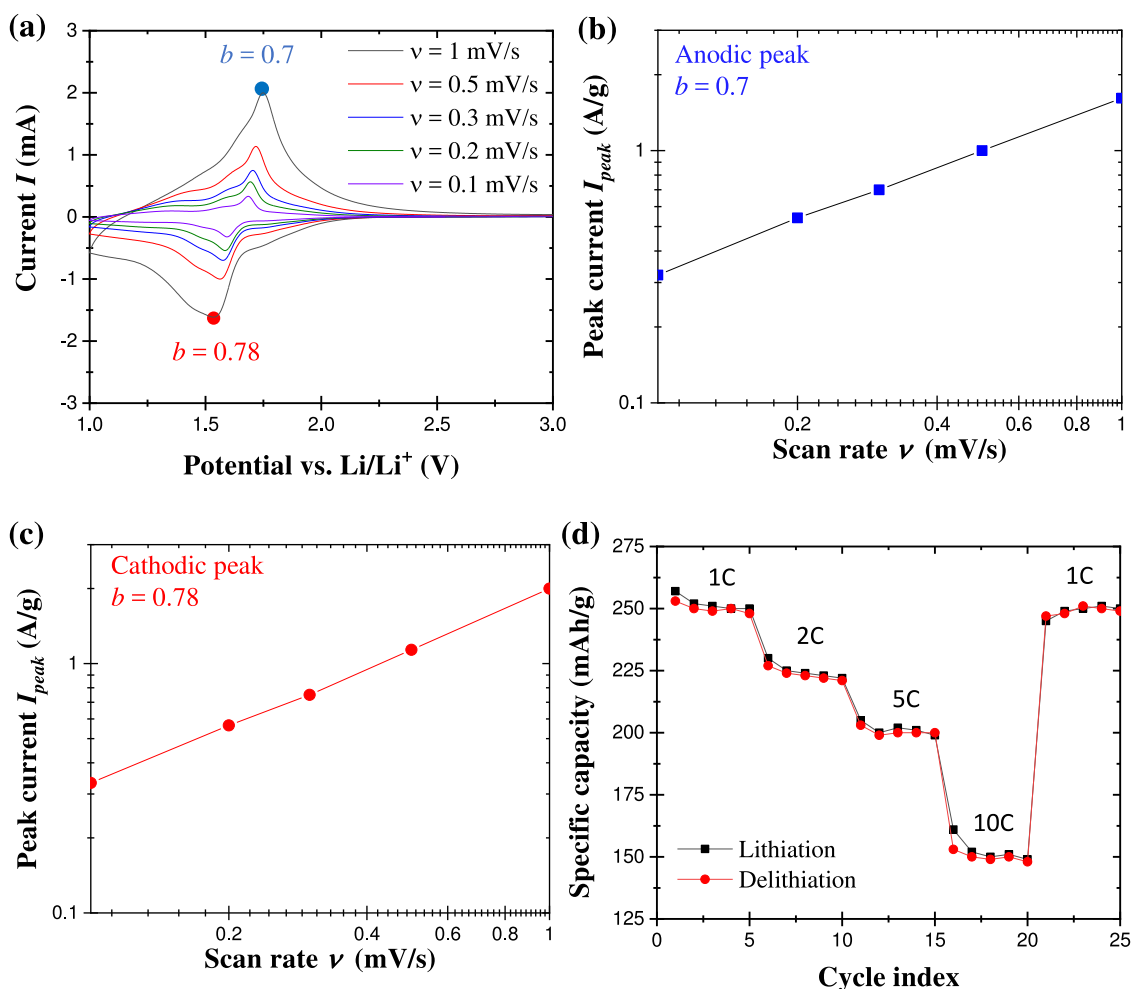 (a)
b = 0.7
ν = 1 mV/s
ν = 0.5 mV/s
ν = 0.3 mV/s
ν = 0.2 mV/s
ν = 0.1 mV/s
b = 0.78
Current I (mA)
3
2
1
0
-1
-2
-3
1.0
1.5
2.0
2.5
3.0
Potential vs. Li/Li⁺ (V)
(b)
Anodic peak
b = 0.7
Peak current I_peak (A/g)
1
0.1
0.2
0.4
0.6
0.8
1
Scan rate ν (mV/s)
(c)
Cathodic peak
b = 0.78
Peak current I_peak (A/g)
1
0.1
0.2
0.4
0.6
0.8
1
Scan rate ν (mV/s)
(d)
1C
2C
5C
10C
1C
Lithiation
Delithiation
Specific capacity (mAh/g)
275
250
225
200
175
150
125
0
5
10
15
20
25
Cycle index